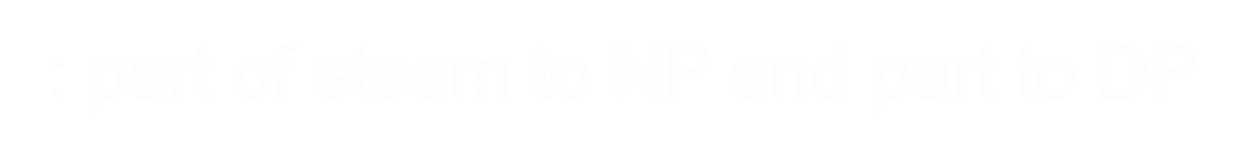 : part of steam to NP and part to DP